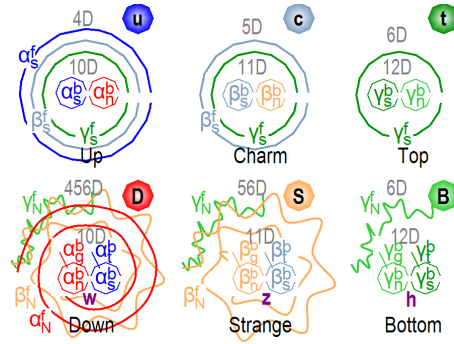 4D u 5D c 6D t
α_s^f 10D 11D 12D
α_s^b α_n^b β_s^b β_n^b γ_s^b γ_n^b
β_s^f β_s^f
γ_s^f γ_s^f γ_s^f
Up Charm Top
456D D 56D S 6D B
γ_N^f γ_N^f γ_N^f
10D 11D 12D
α_g^b α_t^b β_g^b β_t^b γ_t^b
α_n^b α_s^b β_n^b β_s^b γ_n^b γ_s^b
β_N^f w β_N^f z h
α_N^f Down Strange Bottom